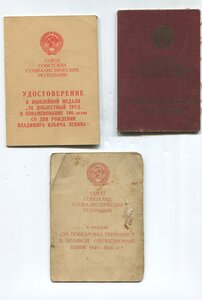 СОЮЗ
СОВЕТСКИХ
СОЦИАЛИСТИЧЕСКИХ
РЕСПУБЛИК
УДОСТОВЕРЕНИЕ
К ЮБИЛЕЙНОЙ МЕДАЛИ
„ЗА ДОБЛЕСТНЫЙ ТРУД.
В ОЗНАМЕНОВАНИЕ 100-летия
СО ДНЯ РОЖДЕНИЯ
ВЛАДИМИРА ИЛЬИЧА ЛЕНИНА“
СОЮЗ
СОВЕТСКИХ
СОЦИАЛИСТИЧЕСКИХ
РЕСПУБЛИК
К МЕДАЛИ
„ЗА ПОБЕДУ НАД ГЕРМАНИЕЙ
В ВЕЛИКОЙ ОТЕЧЕСТВЕННОЙ
ВОЙНЕ 1941–1945 гг.“